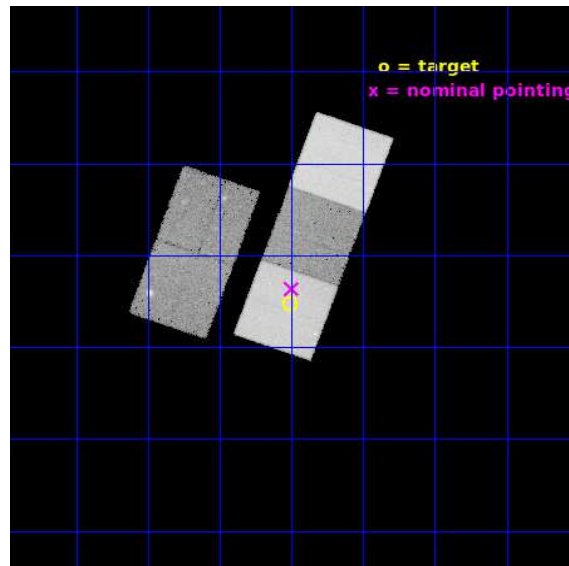 o = target
x = nominal pointing